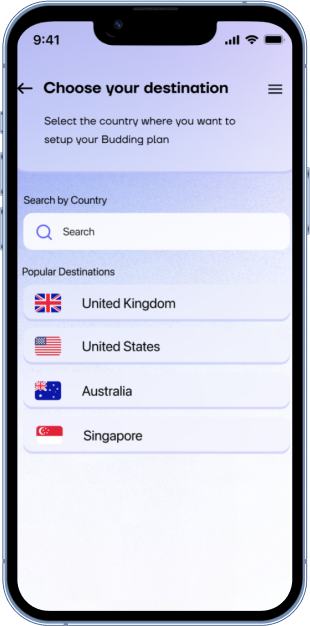 9:41
Choose your destination
Select the country where you want to
setup your Budding plan
Search by Country
Search
Popular Destinations
United Kingdom
United States
Australia
Singapore